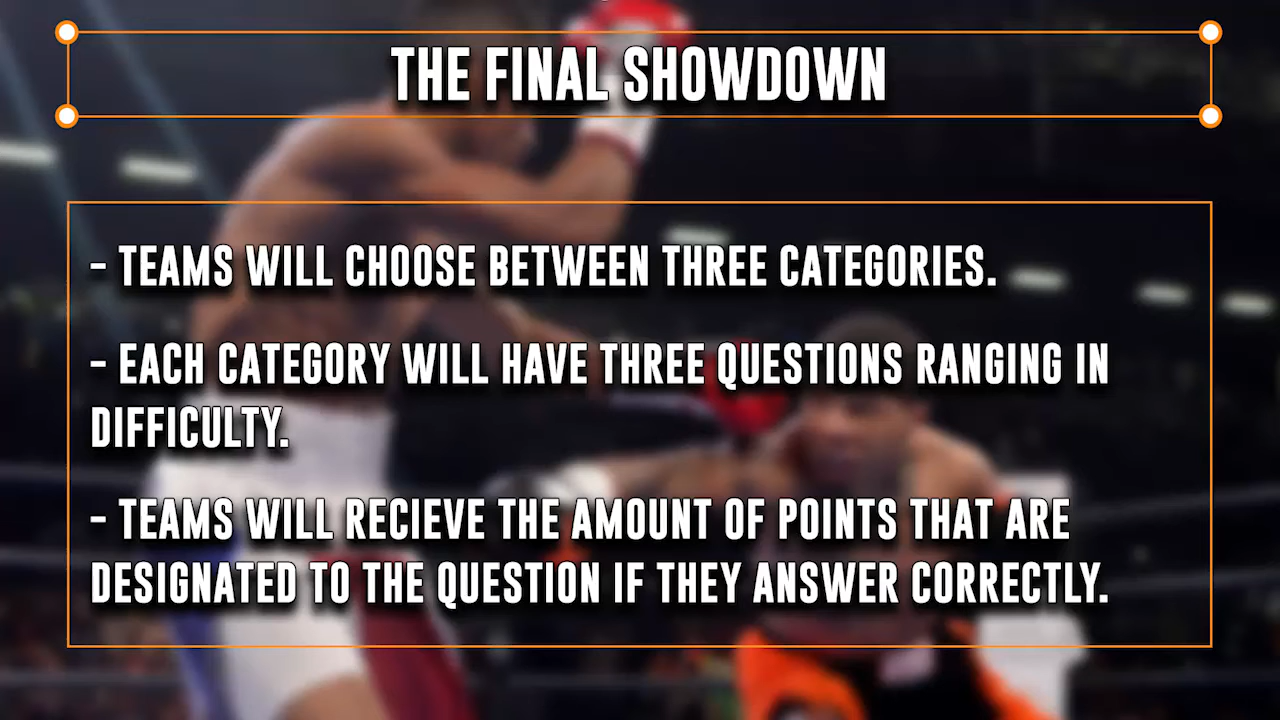 THE FINAL SHOWDOWN
- TEAMS WILL CHOOSE BETWEEN THREE CATEGORIES.
- EACH CATEGORY WILL HAVE THREE QUESTIONS RANGING IN
DIFFICULTY.
- TEAMS WILL RECIEVE THE AMOUNT OF POINTS THAT ARE
DESIGNATED TO THE QUESTION IF THEY ANSWER CORRECTLY.